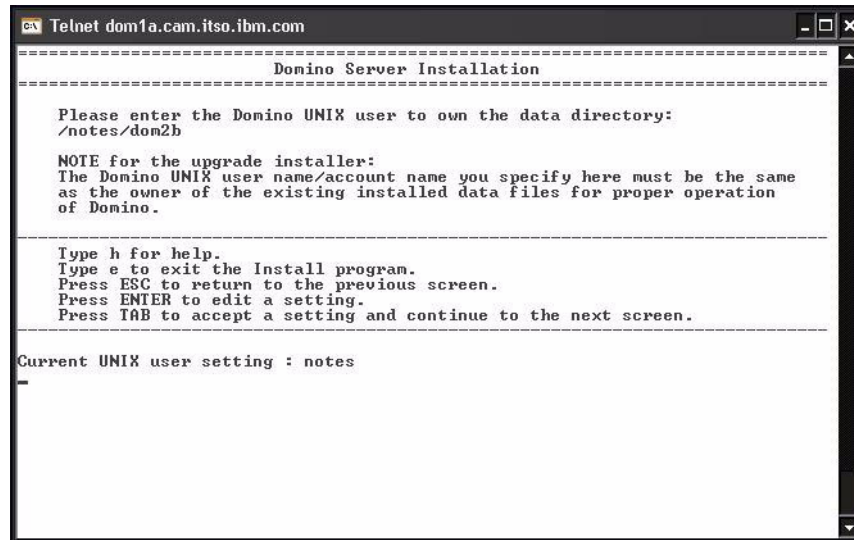 Telnet dom1a.cam.itso.ibm.com
Domino Server Installation
Please enter the Domino UNIX user to own the data directory:
/notes/dom2b
NOTE for the upgrade installer:
The Domino UNIX user name/account name you specify here must be the same
as the owner of the existing installed data files for proper operation
of Domino.
Type h for help.
Type e to exit the Install program.
Press ESC to return to the previous screen.
Press ENTER to edit a setting.
Press TAB to accept a setting and continue to the next screen.
Current UNIX user setting : notes